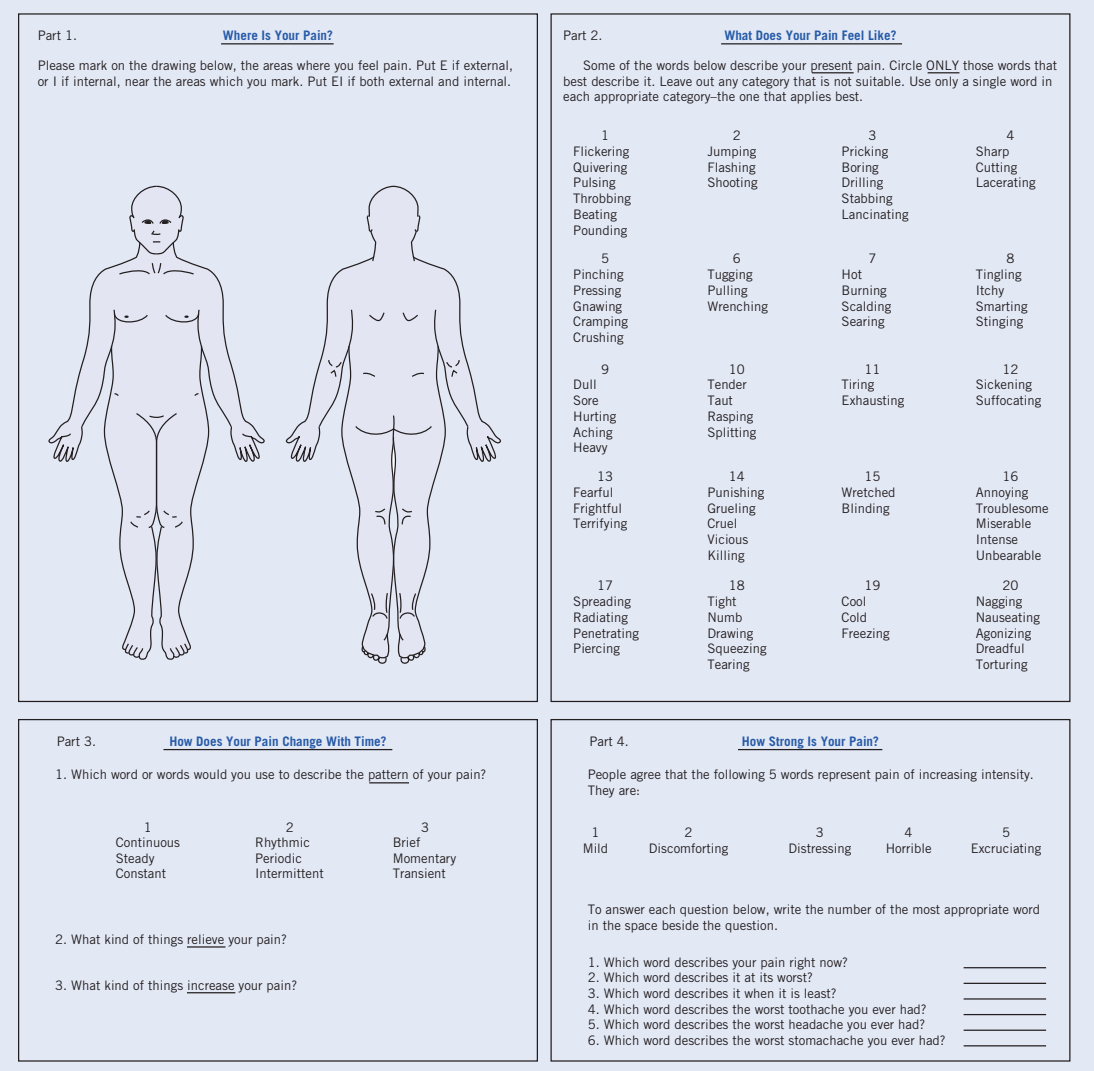 Part 1.
Where Is Your Pain?
Please mark on the drawing below, the areas where you feel pain. Put E if external,
or I if internal, near the areas which you mark. Put EI if both external and internal.
Part 2.
What Does Your Pain Feel Like?
Some of the words below describe your present pain. Circle ONLY those words that
best describe it. Leave out any category that is not suitable. Use only a single word in
each appropriate category–the one that applies best.
1
Flickering
Quivering
Pulsing
Throbbing
Beating
Pounding
2
Jumping
Flashing
Shooting
3
Pricking
Boring
Drilling
Stabbing
Lancinating
4
Sharp
Cutting
Lacerating
5
Pinching
Pressing
Gnawing
Cramping
Crushing
6
Tugging
Pulling
Wrenching
7
Hot
Burning
Scalding
Searing
8
Tingling
Itchy
Smarting
Stinging
9
Dull
Sore
Hurting
Aching
Heavy
10
Tender
Taut
Rasping
Splitting
11
Tiring
Exhausting
12
Sickening
Suffocating
13
Fearful
Frightful
Terrifying
14
Punishing
Grueling
Cruel
Vicious
Killing
15
Wretched
Blinding
16
Annoying
Troublesome
Miserable
Intense
Unbearable
17
Spreading
Radiating
Penetrating
Piercing
18
Tight
Numb
Drawing
Squeezing
Tearing
19
Cool
Cold
Freezing
20
Nagging
Nauseating
Agonizing
Dreadful
Torturing
Part 3.
How Does Your Pain Change With Time?
1. Which word or words would you use to describe the pattern of your pain?
1
Continuous
Steady
Constant
2
Rhythmic
Periodic
Intermittent
3
Brief
Momentary
Transient
2. What kind of things relieve your pain?
3. What kind of things increase your pain?
Part 4.
How Strong Is Your Pain?
People agree that the following 5 words represent pain of increasing intensity.
They are:
1 2 3 4 5
Mild Discomforting Distressing Horrible Excruciating
To answer each question below, write the number of the most appropriate word
in the space beside the question.
1. Which word describes your pain right now?
2. Which word describes it at its worst?
3. Which word describes it when it is least?
4. Which word describes the worst toothache you ever had?
5. Which word describes the worst headache you ever had?
6. Which word describes the worst stomachache you ever had?